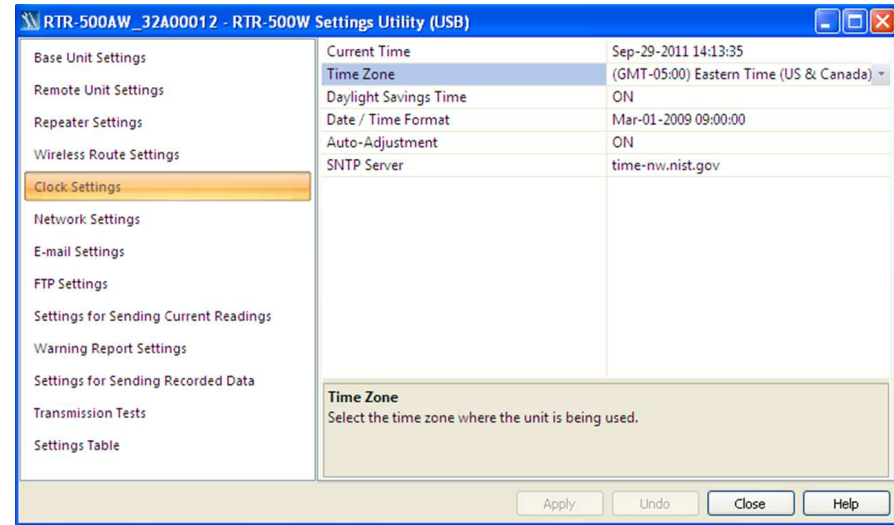 RTR-500AW_32A00012 - RTR-500W Settings Utility (USB)
Base Unit Settings
Remote Unit Settings
Repeater Settings
Wireless Route Settings
Clock Settings
Network Settings
E-mail Settings
FTP Settings
Settings for Sending Current Readings
Warning Report Settings
Settings for Sending Recorded Data
Transmission Tests
Settings Table
Current Time Sep-29-2011 14:13:35
Time Zone (GMT-05:00) Eastern Time (US & Canada)
Daylight Savings Time ON
Date / Time Format Mar-01-2009 09:00:00
Auto-Adjustment ON
SNTP Server time-nw.nist.gov
Time Zone
Select the time zone where the unit is being used.
Apply Undo Close Help